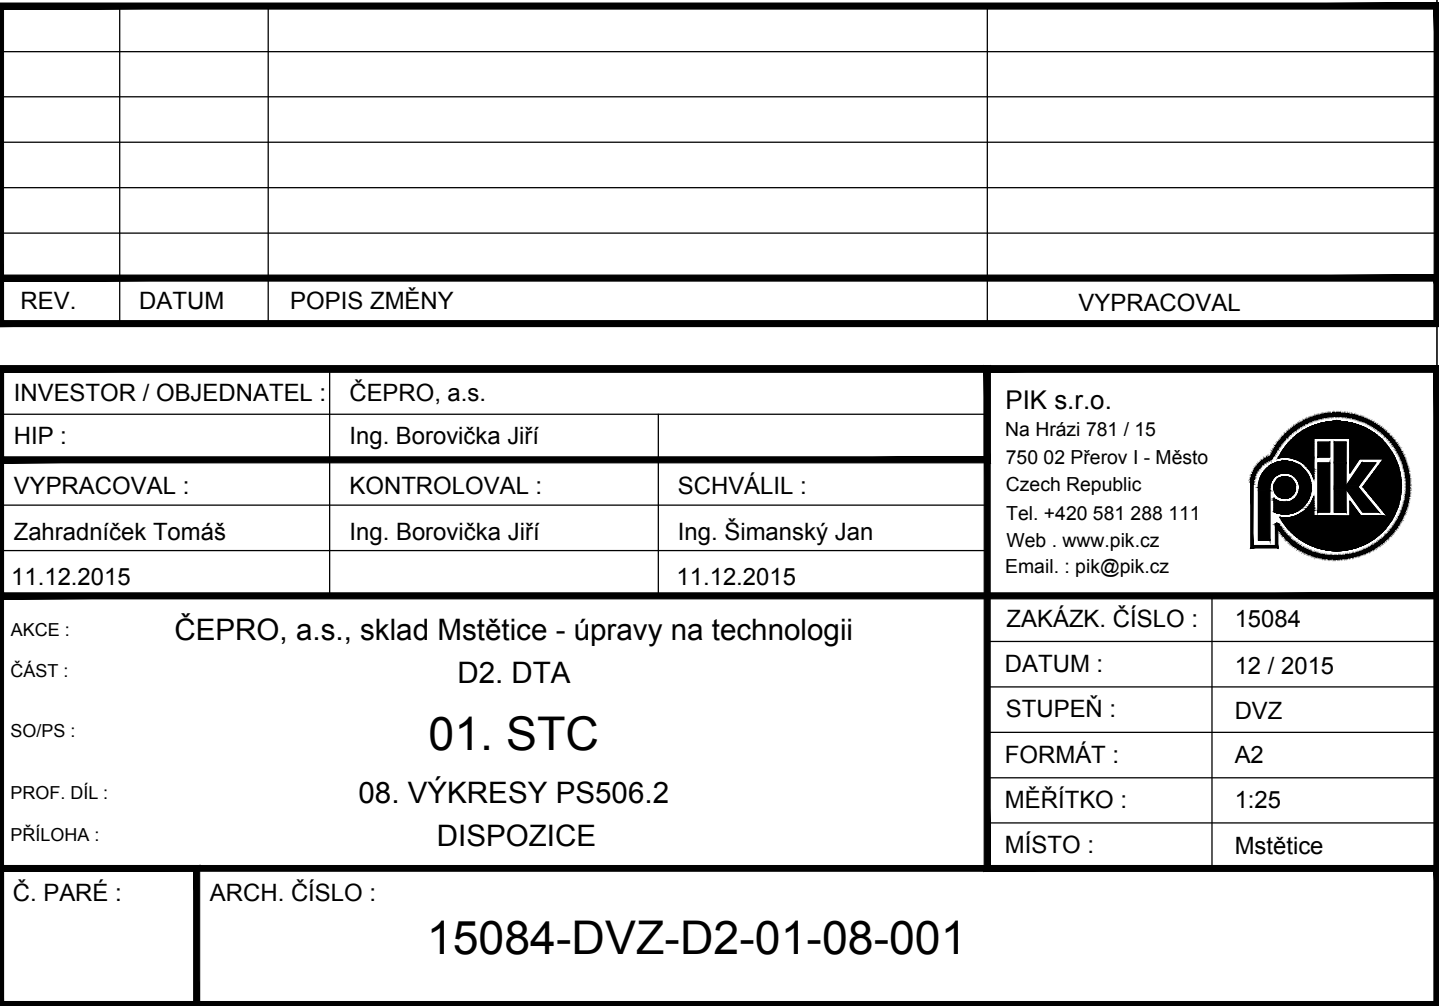 REV. DATUM POPIS ZMĚNY VYPRACOVAL
INVESTOR / OBJEDNATEL : ČEPRO, a.s.
HIP : Ing. Borovička Jiří
VYPRACOVAL : KONTROLOVAL : SCHVÁLIL :
Zahradníček Tomáš Ing. Borovička Jiří Ing. Šimanský Jan
11.12.2015 11.12.2015
PIK s.r.o.
Na Hrázi 781 / 15
750 02 Přerov I - Město
Czech Republic
Tel. +420 581 288 111
Web . www.pik.cz
Email. : pik@pik.cz
pik
AKCE : ČEPRO, a.s., sklad Mstětice - úpravy na technologii
ČÁST : D2. DTA
SO/PS : 01. STC
PROF. DÍL : 08. VÝKRESY PS506.2
PŘÍLOHA : DISPOZICE
ZAKÁZK. ČÍSLO : 15084
DATUM : 12 / 2015
STUPEŇ : DVZ
FORMÁT : A2
MĚŘÍTKO : 1:25
MÍSTO : Mstětice
Č. PARÉ : ARCH. ČÍSLO :
15084-DVZ-D2-01-08-001